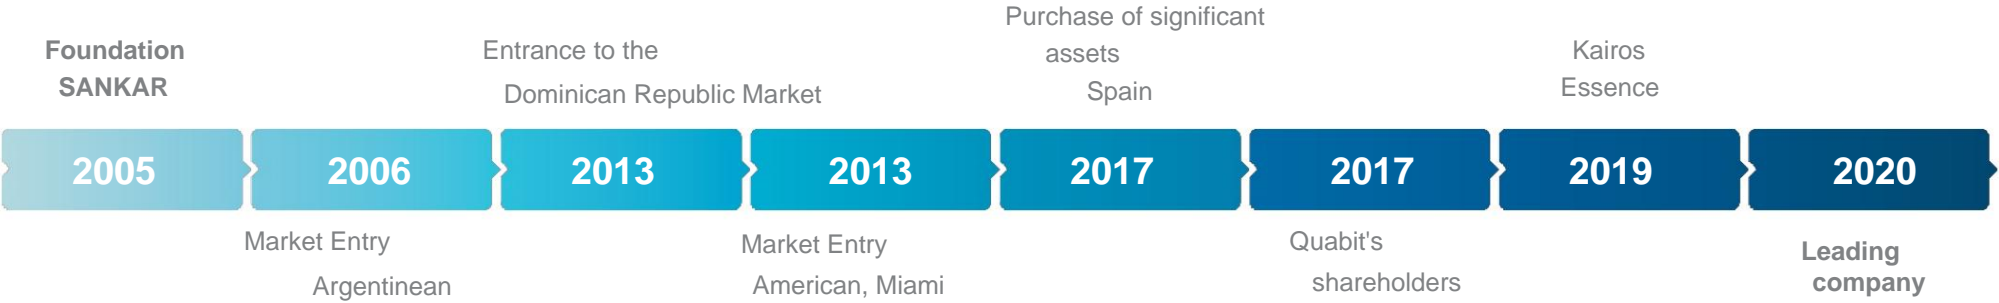 Foundation
SANKAR
Entrance to the
Dominican Republic Market
Purchase of significant
assets
Spain
Kairos
Essence
2005
2006
2013
2013
2017
2017
2019
2020
Market Entry
Argentinean
Market Entry
American, Miami
Quabit's
shareholders
Leading
company